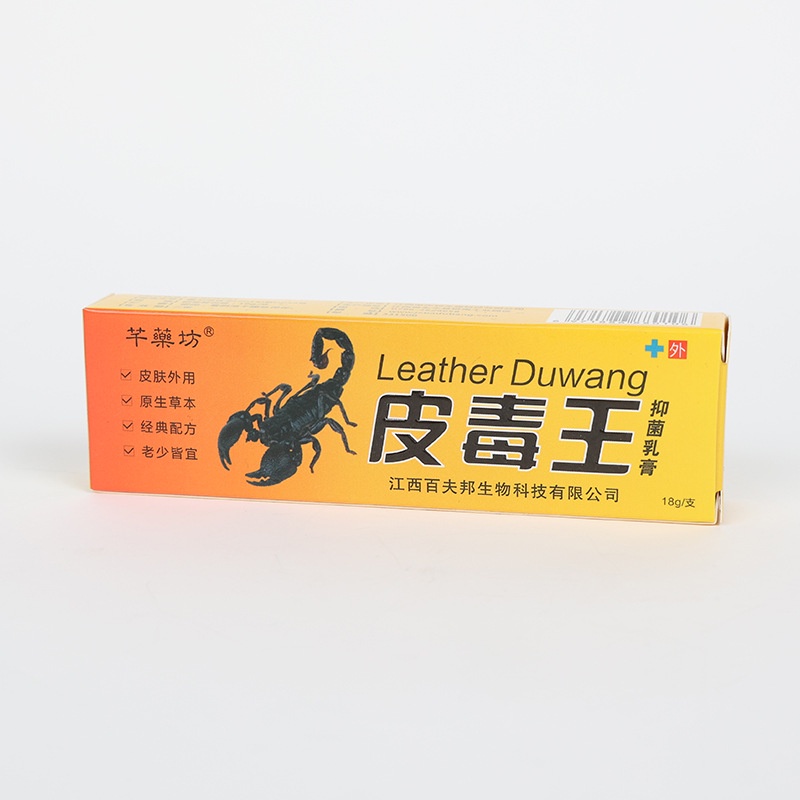 芊藥坊®
皮肤外用
原生草本
经典配方
老少皆宜
外
Leather Duwang
皮毒王
抑菌乳膏
江西百夫邦生物科技有限公司
18g/支